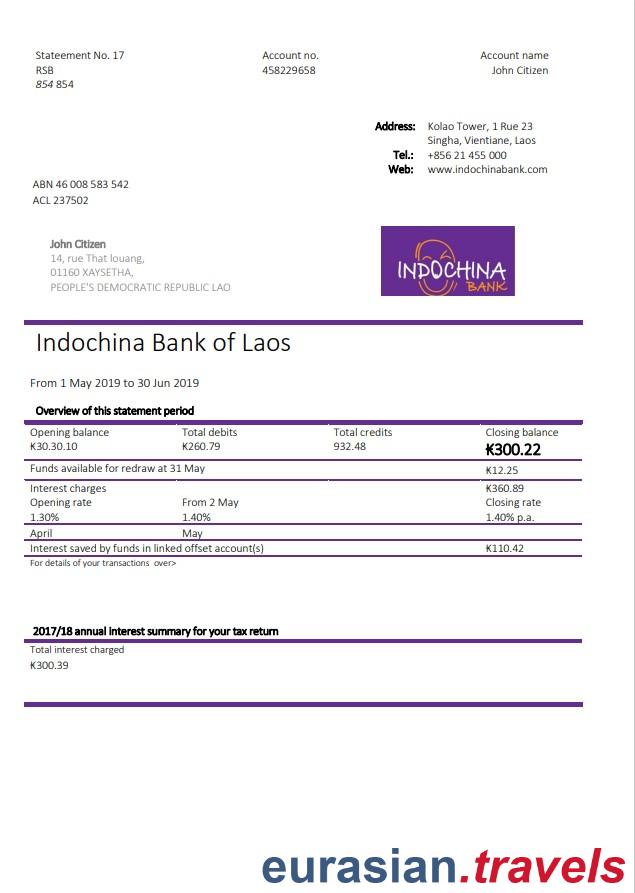 Stateement No. 17
RSB
854 854
Account no.
458229658
Account name
John Citizen
Address: Kolao Tower, 1 Rue 23
Singha, Vientiane, Laos
Tel.: +856 21 455 000
Web: www.indochinabank.com
ABN 46 008 583 542
ACL 237502
John Citizen
14, rue That louang,
01160 XAYSETHA,
PEOPLE'S DEMOCRATIC REPUBLIC LAO
INDOCHINA
BANK
Indochina Bank of Laos
From 1 May 2019 to 30 Jun 2019
Overview of this statement period
Opening balance Total debits Total credits Closing balance
₭30.30.10 ₭260.79 932.48 ₭300.22
Funds available for redraw at 31 May ₭12.25
Interest charges ₭360.89
Opening rate From 2 May Closing rate
1.30% 1.40% 1.40% p.a.
April May
Interest saved by funds in linked offset account(s) ₭110.42
For details of your transactions over>
2017/18 annual interest summary for your tax return
Total interest charged
₭300.39
eurasian.travels